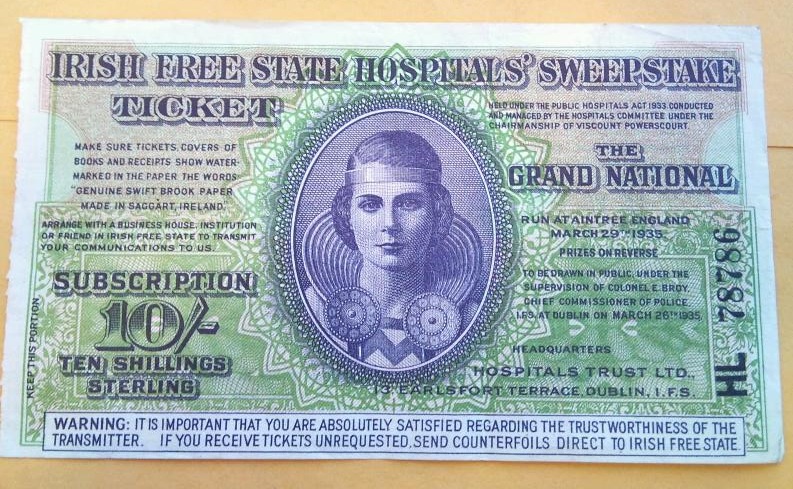 IRISH FREE STATE HOSPITALS' SWEEPSTAKE
TICKET
HELD UNDER THE PUBLIC HOSPITALS ACT 1933. CONDUCTED
AND MANAGED BY THE HOSPITALS COMMITTEE UNDER THE
CHAIRMANSHIP OF VISCOUNT POWERSCOURT.
MAKE SURE TICKETS, COVERS OF
BOOKS AND RECEIPTS SHOW WATER-
MARKED IN THE PAPER THE WORDS
"GENUINE SWIFT BROOK PAPER
MADE IN SAGGART, IRELAND."
ARRANGE WITH A BUSINESS HOUSE, INSTITUTION
OR FRIEND IN IRISH FREE STATE TO TRANSMIT
YOUR COMMUNICATIONS TO US.
SUBSCRIPTION
10/-
TEN SHILLINGS
STERLING
KEEP THIS PORTION
THE
GRAND NATIONAL
RUN AT AINTREE ENGLAND
MARCH 29TH 1935.
PRIZES ON REVERSE
TO BE DRAWN IN PUBLIC, UNDER THE
SUPERVISION OF COLONEL E. BROY,
CHIEF COMMISSIONER OF POLICE,
I.F.S. AT DUBLIN ON MARCH 26TH 1935.
HEADQUARTERS
HOSPITALS TRUST LTD.,
13 EARLSFORT TERRACE, DUBLIN, I.F.S.
HL 78786
WARNING: IT IS IMPORTANT THAT YOU ARE ABSOLUTELY SATISFIED REGARDING THE TRUSTWORTHINESS OF THE
TRANSMITTER. IF YOU RECEIVE TICKETS UNREQUESTED, SEND COUNTERFOILS DIRECT TO IRISH FREE STATE.